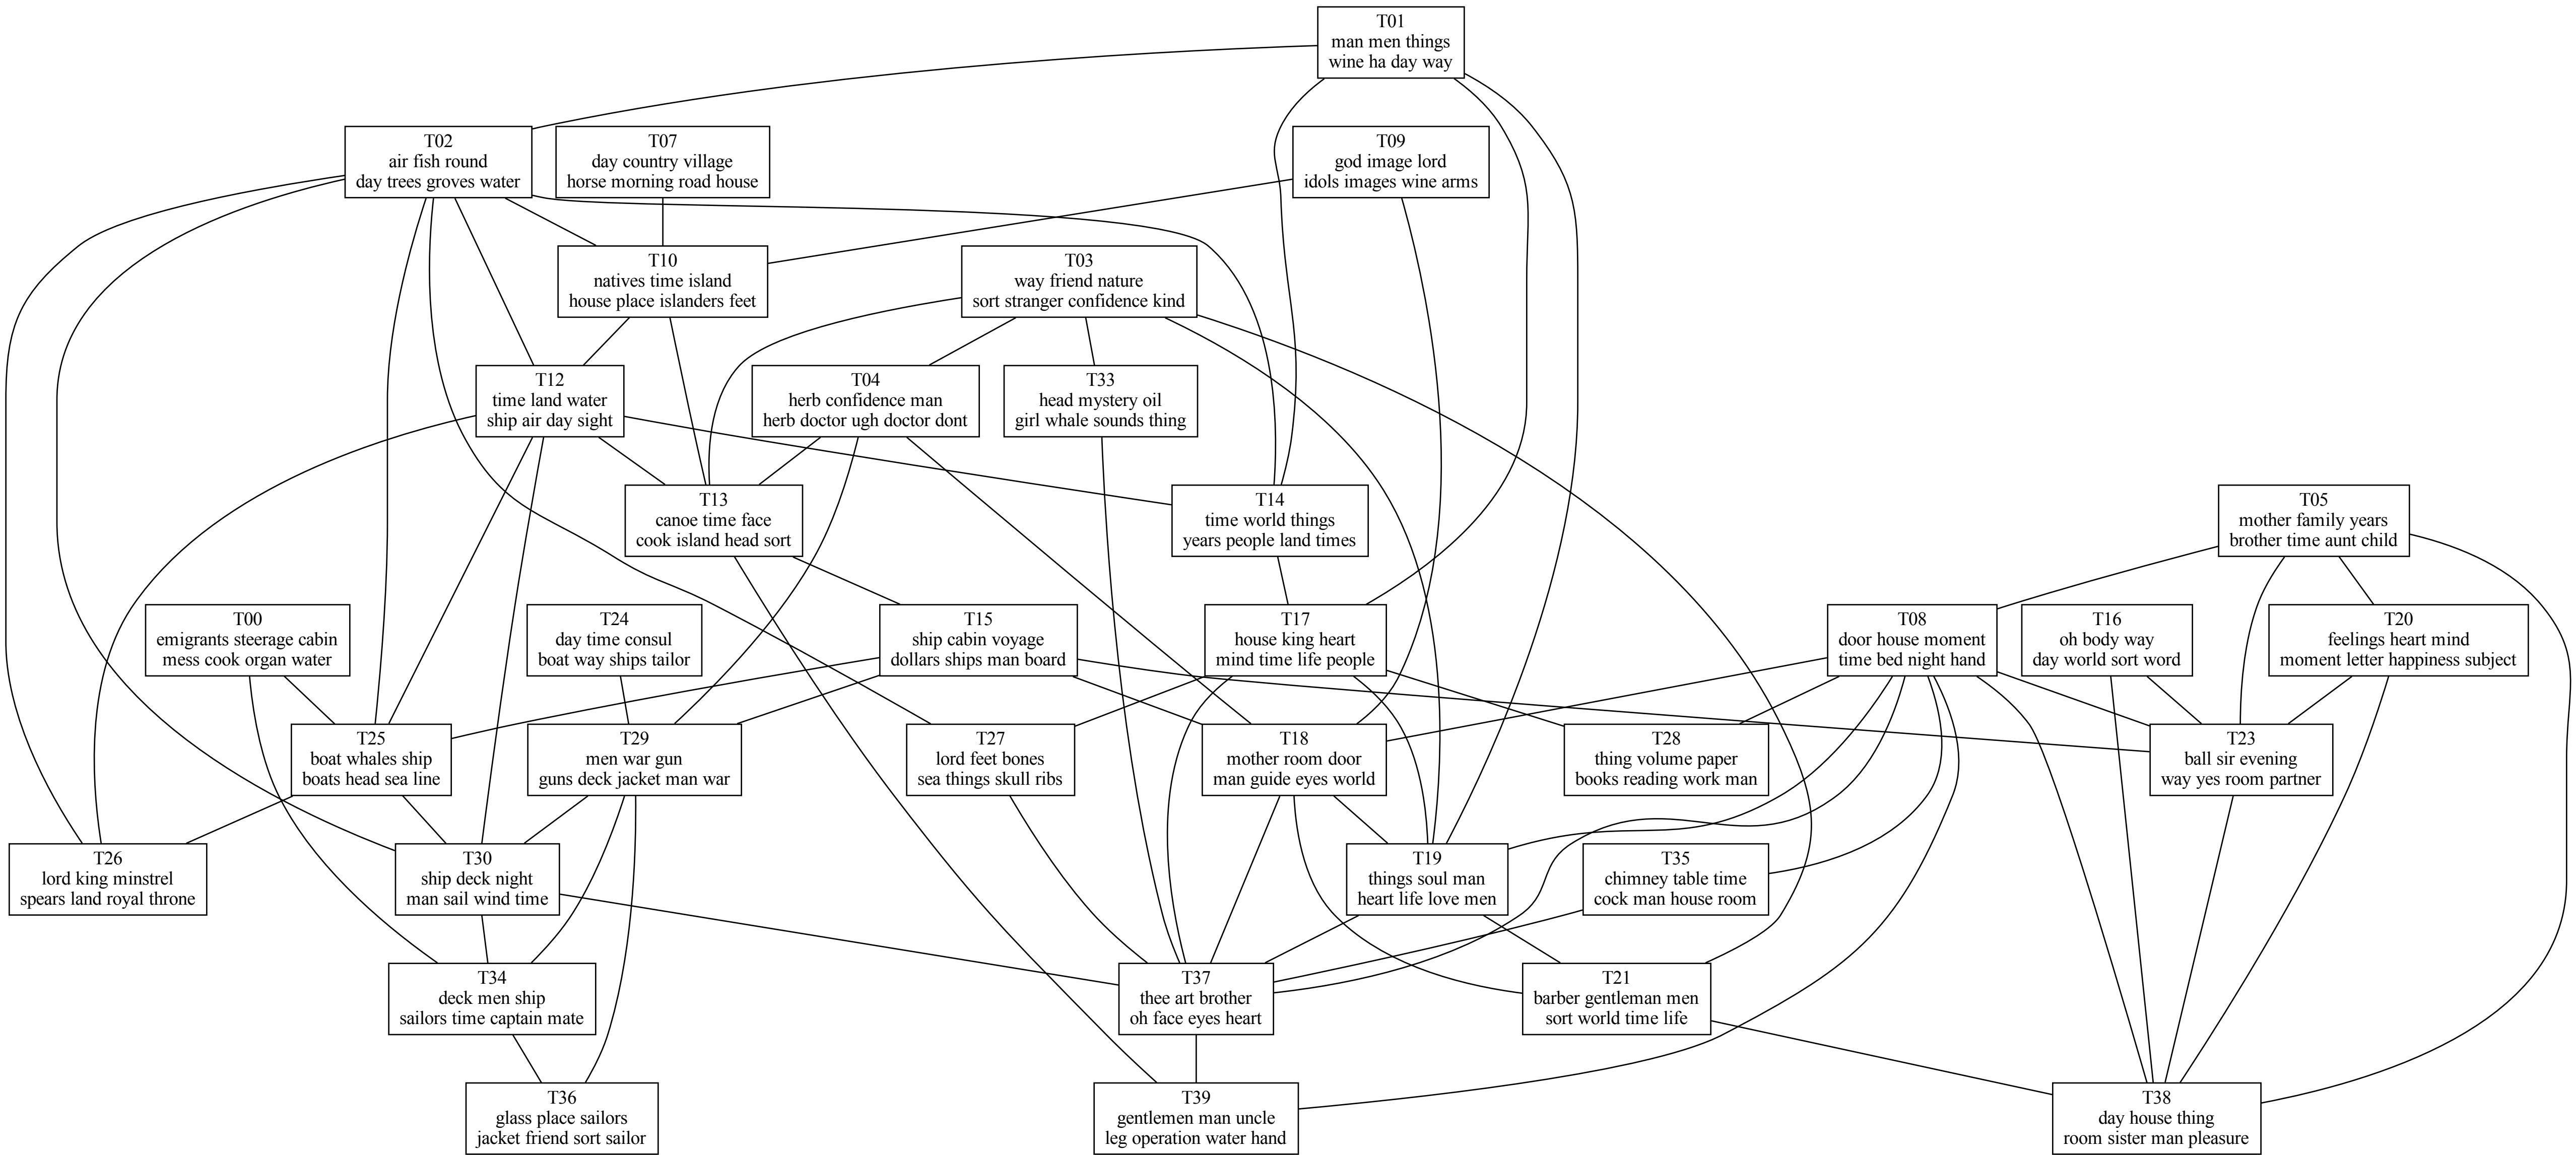 T01
man men things
wine ha day way
T02
air fish round
day trees groves water
T07
day country village
horse morning road house
T09
god image lord
idols images wine arms
T10
natives time island
house place islanders feet
T03
way friend nature
sort stranger confidence kind
T12
time land water
ship air day sight
T04
herb confidence man
herb doctor ugh doctor dont
T33
head mystery oil
girl whale sounds thing
T13
canoe time face
cook island head sort
T14
time world things
years people land times
T05
mother family years
brother time aunt child
T00
emigrants steerage cabin
mess cook organ water
T24
day time consul
boat way ships tailor
T15
ship cabin voyage
dollars ships man board
T17
house king heart
mind time life people
T08
door house moment
time bed night hand
T16
oh body way
day world sort word
T20
feelings heart mind
moment letter happiness subject
T25
boat whales ship
boats head sea line
T29
men war gun
guns deck jacket man war
T27
lord feet bones
sea things skull ribs
T18
mother room door
man guide eyes world
T28
thing volume paper
books reading work man
T23
ball sir evening
way yes room partner
T26
lord king minstrel
spears land royal throne
T30
ship deck night
man sail wind time
T19
things soul man
heart life love men
T35
chimney table time
cock man house room
T34
deck men ship
sailors time captain mate
T37
thee art brother
oh face eyes heart
T21
barber gentleman men
sort world time life
T36
glass place sailors
jacket friend sort sailor
T39
gentlemen man uncle
leg operation water hand
T38
day house thing
room sister man pleasure